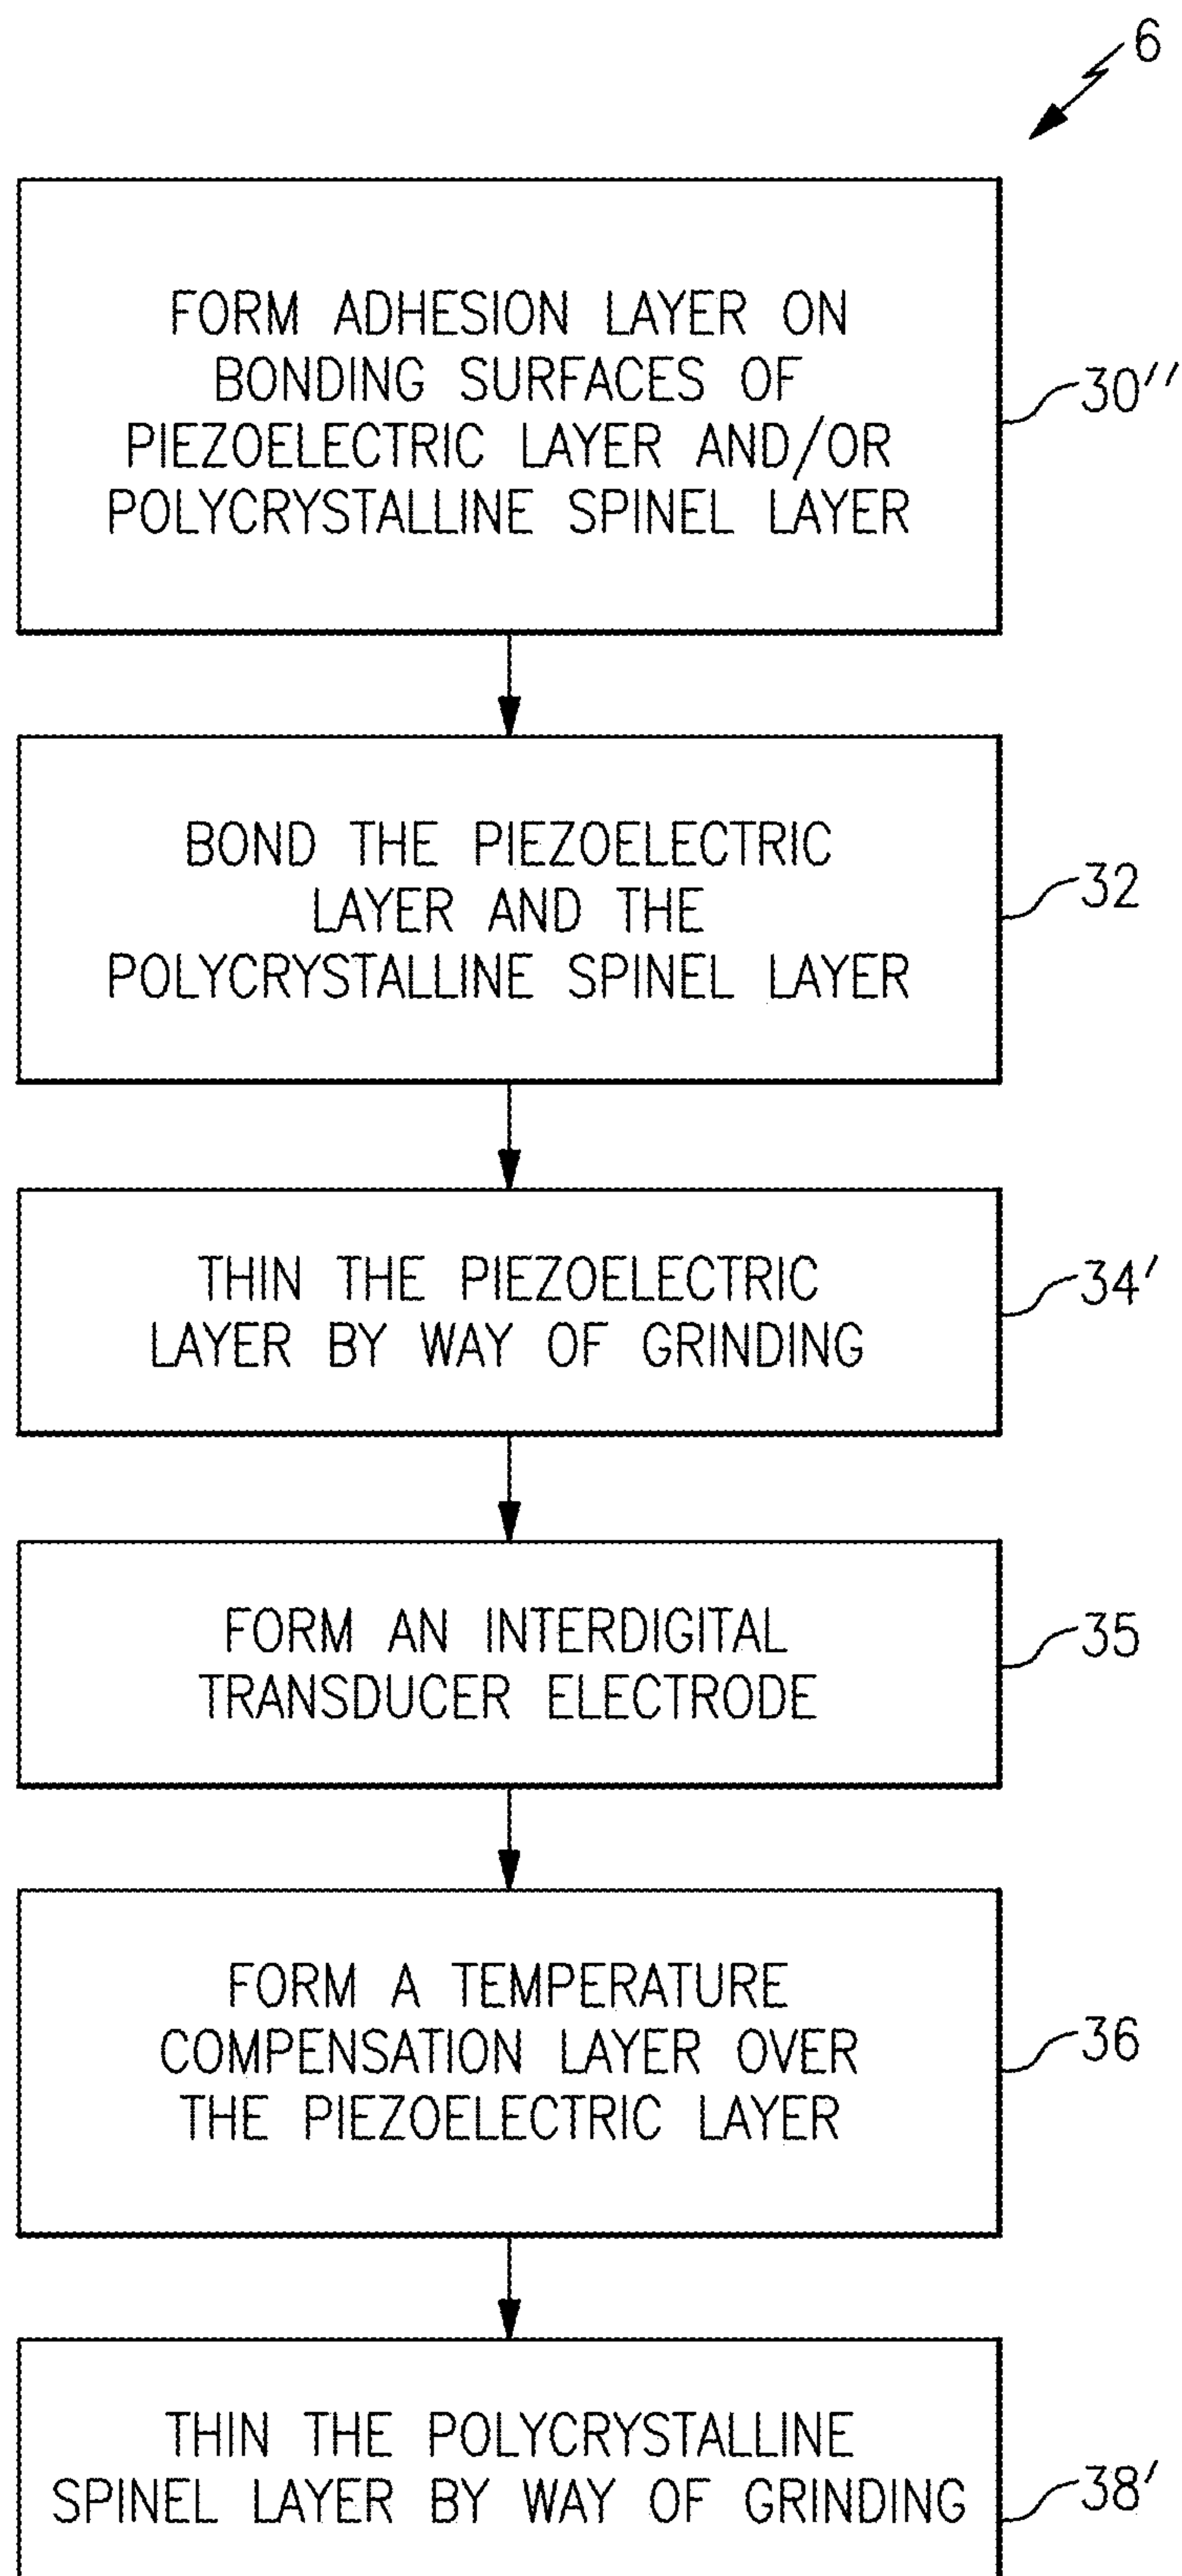 6
FORM ADHESION LAYER ON
BONDING SURFACES OF
PIEZOELECTRIC LAYER AND/OR
POLYCRYSTALLINE SPINEL LAYER
30''
BOND THE PIEZOELECTRIC
LAYER AND THE
POLYCRYSTALLINE SPINEL LAYER
32
THIN THE PIEZOELECTRIC
LAYER BY WAY OF GRINDING
34'
FORM AN INTERDIGITAL
TRANSDUCER ELECTRODE
35
FORM A TEMPERATURE
COMPENSATION LAYER OVER
THE PIEZOELECTRIC LAYER
36
THIN THE POLYCRYSTALLINE
SPINEL LAYER BY WAY OF GRINDING
38'